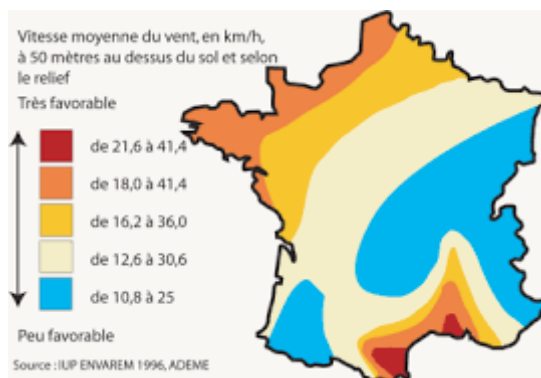 Vitesse moyenne du vent, en km/h,
à 50 mètres au dessus du sol et selon
le relief
Très favorable
de 21,6 à 41,4
de 18,0 à 41,4
de 16,2 à 36,0
de 12,6 à 30,6
de 10,8 à 25
Peu favorable
Source : IUP ENVAREM 1996, ADEME